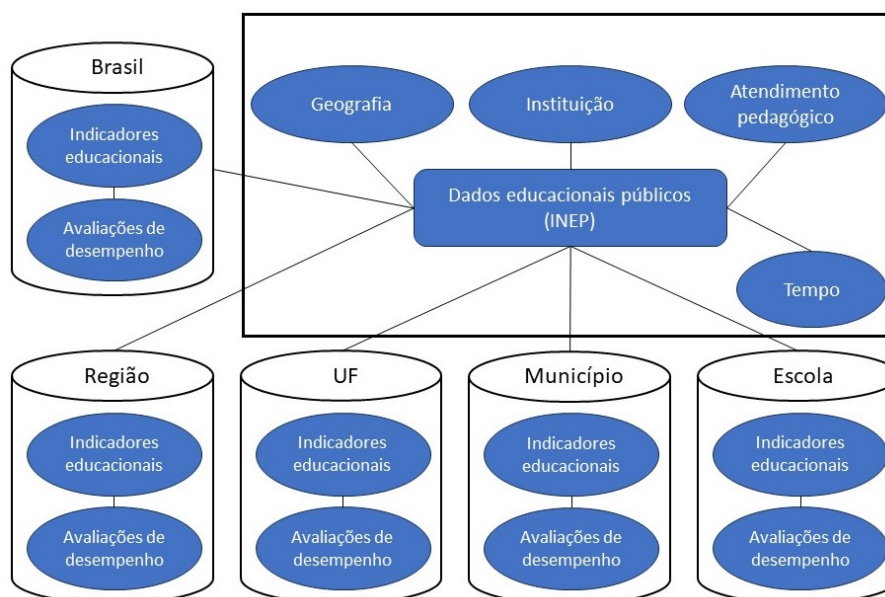 Brasil
Indicadores
educacionais
Avaliações de
desempenho
Geografia
Instituição
Atendimento
pedagógico
Dados educacionais públicos
(INEP)
Tempo
Região
Indicadores
educacionais
Avaliações de
desempenho
UF
Indicadores
educacionais
Avaliações de
desempenho
Município
Indicadores
educacionais
Avaliações de
desempenho
Escola
Indicadores
educacionais
Avaliações de
desempenho